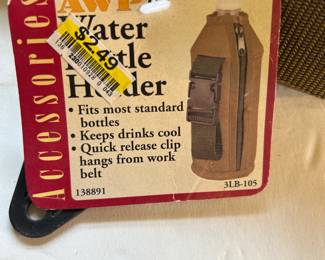 Accessories
AWP
Water
Bottle
Holder
$2.49
• Fits most standard
bottles
• Keeps drinks cool
• Quick release clip
hangs from work
belt
138891
3LB-105